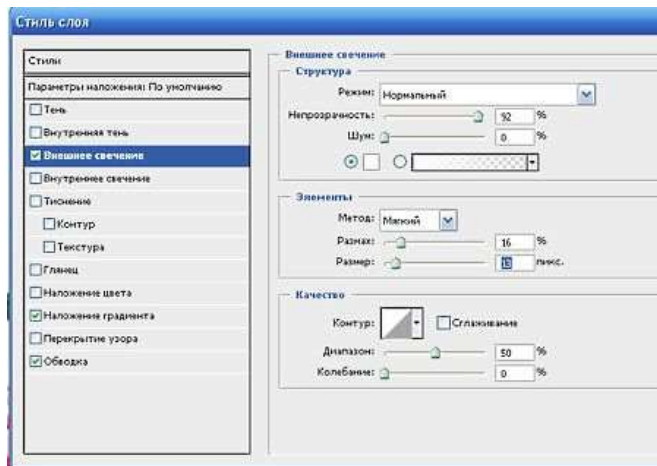 Стиль слоя
Стили
Параметры наложения: По умолчанию
Тень
Внутренняя тень
Внешнее свечение
Внутреннее свечение
Тиснение
Контур
Текстура
Глянец
Наложение цвета
Наложение градиента
Перекрытие узора
Обводка
Внешнее свечение
Структура
Режим: Нормальный
Непрозрачность: 92 %
Шум: 0 %
Элементы
Метод: Мягкий
Размах: 16 %
Размер: 13 пикс.
Качество
Контур: Сглаживание
Диапазон: 50 %
Колебание: 0 %